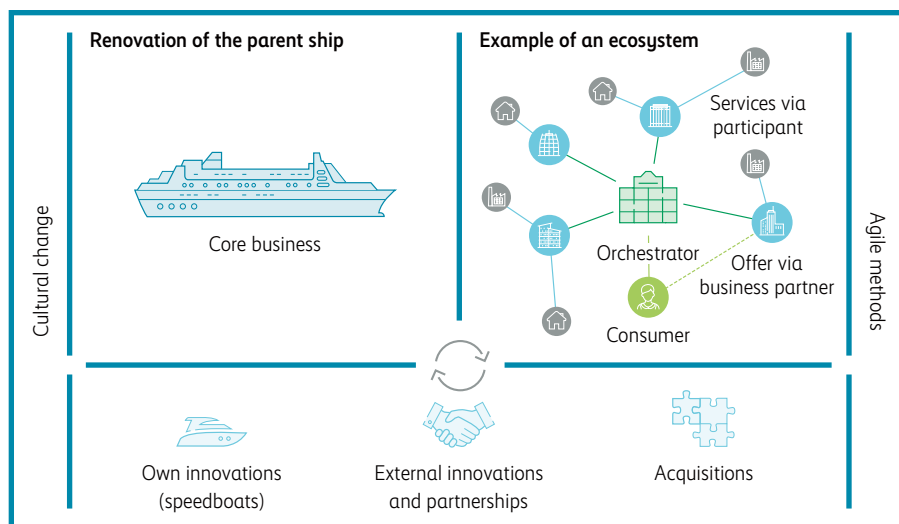 Renovation of the parent ship
Core business
Example of an ecosystem
Services via
participant
Orchestrator
Offer via
business partner
Consumer
Cultural change
Agile methods
Own innovations
(speedboats)
External innovations
and partnerships
Acquisitions